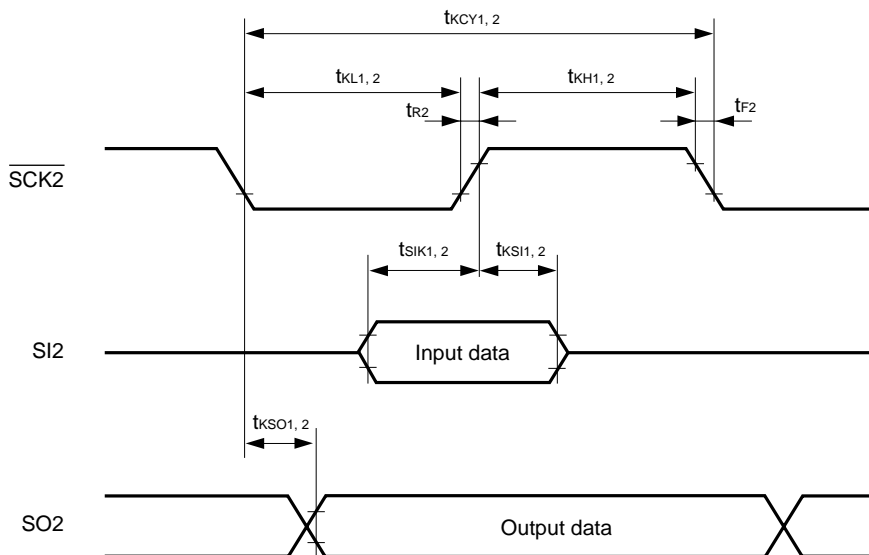 tKCY1, 2
tKL1, 2
tKH1, 2
tR2
tF2
SCK2
tSIK1, 2
tKSI1, 2
SI2
Input data
tKSO1, 2
SO2
Output data